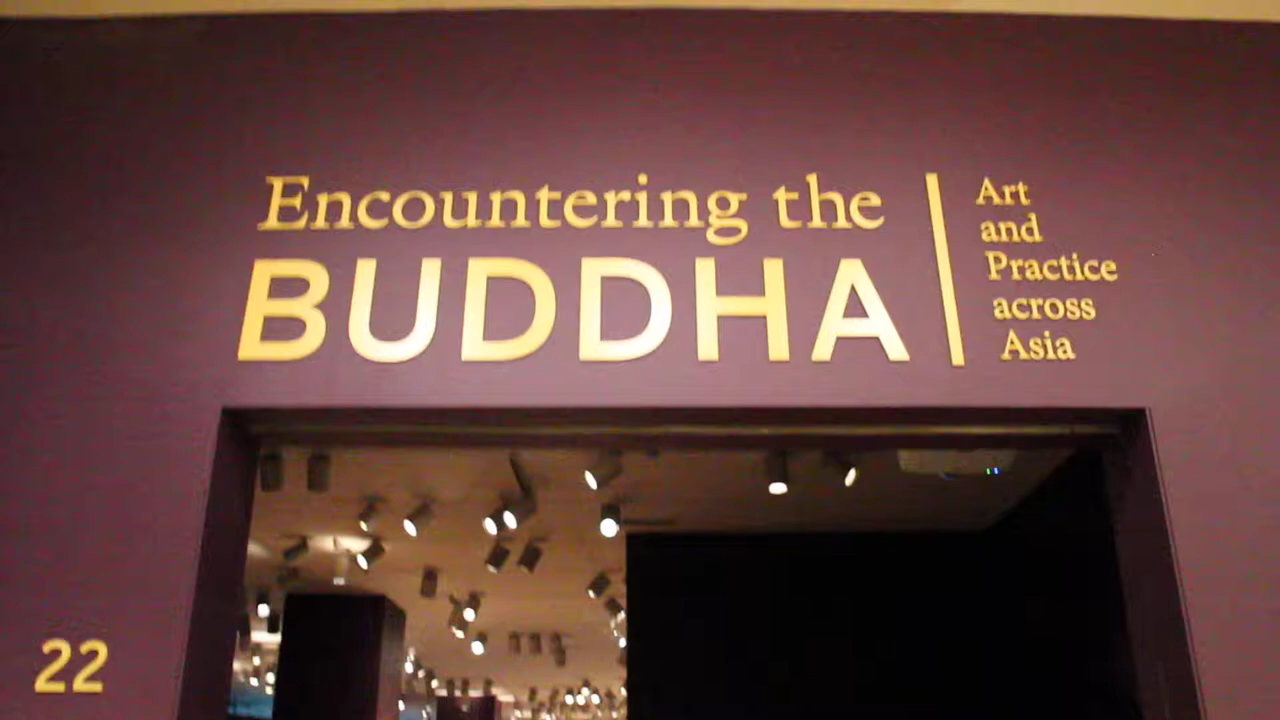 Encountering the
BUDDHA
Art
and
Practice
across
Asia
22